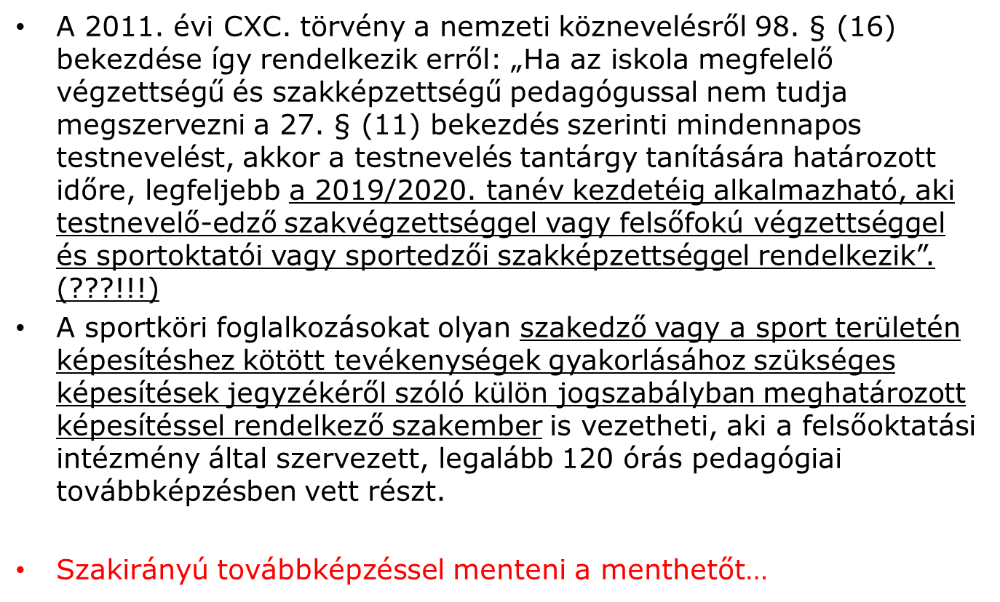 • A 2011. évi CXC. törvény a nemzeti köznevelésről 98. § (16)
bekezdése így rendelkezik erről: „Ha az iskola megfelelő
végzettségű és szakképzettségű pedagógussal nem tudja
megszervezni a 27. § (11) bekezdés szerinti mindennapos
testnevelést, akkor a testnevelés tantárgy tanítására határozott
időre, legfeljebb a 2019/2020. tanév kezdetéig alkalmazható, aki
testnevelő-edző szakvégzettséggel vagy felsőfokú végzettséggel
és sportoktatói vagy sportedzői szakképzettséggel rendelkezik”.
(???!!!)
• A sportköri foglalkozásokat olyan szakedző vagy a sport területén
képesítéshez kötött tevékenységek gyakorlásához szükséges
képesítések jegyzékéről szóló külön jogszabályban meghatározott
képesítéssel rendelkező szakember is vezetheti, aki a felsőoktatási
intézmény által szervezett, legalább 120 órás pedagógiai
továbbképzésben vett részt.
• Szakirányú továbbképzéssel menteni a menthetőt…